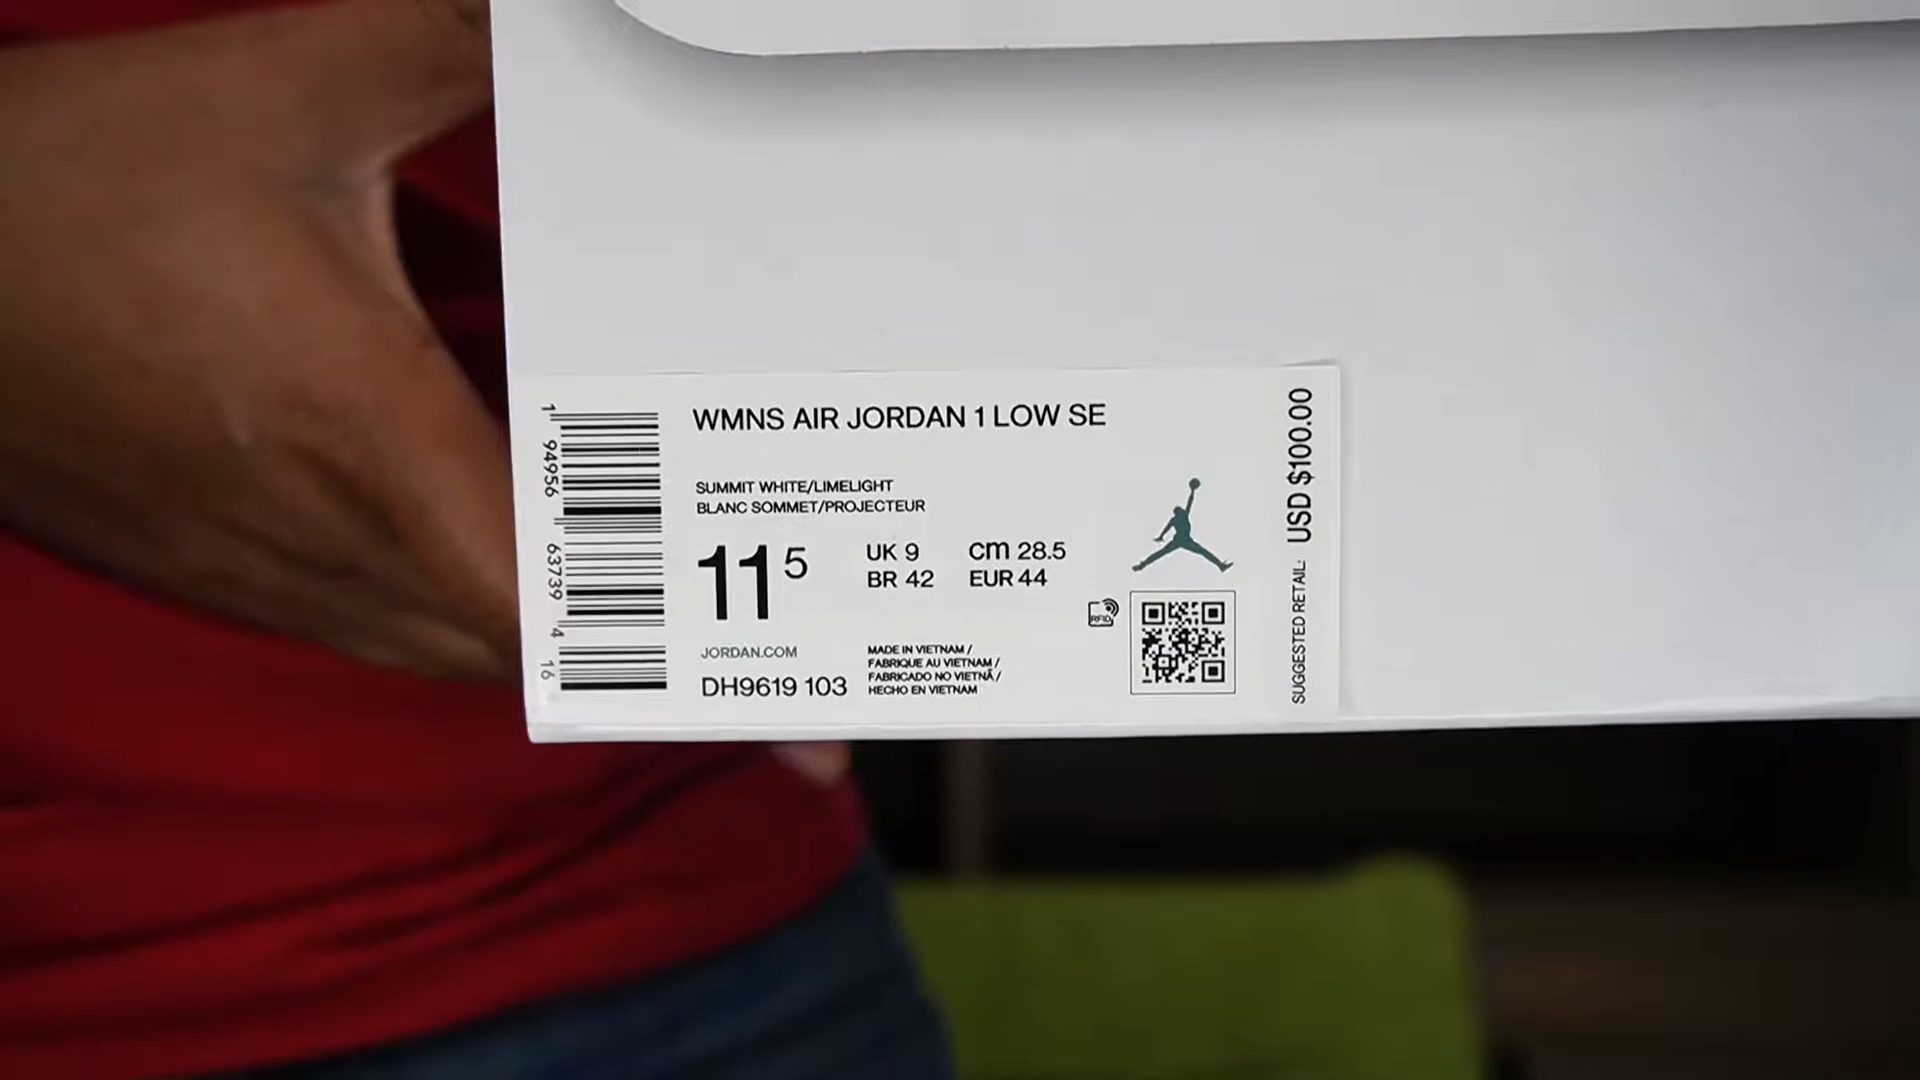 WMNS AIR JORDAN 1 LOW SE
SUMMIT WHITE/LIMELIGHT
BLANC SOMMET/PROJECTEUR
11 5
UK 9
BR 42
cm 28.5
EUR 44
JORDAN.COM
DH9619 103
MADE IN VIETNAM /
FABRIQUE AU VIETNAM /
FABRICADO NO VIETNÃ /
HECHO EN VIETNAM
RFID
SUGGESTED RETAIL: USD $100.00
1 94956 63739 4 16